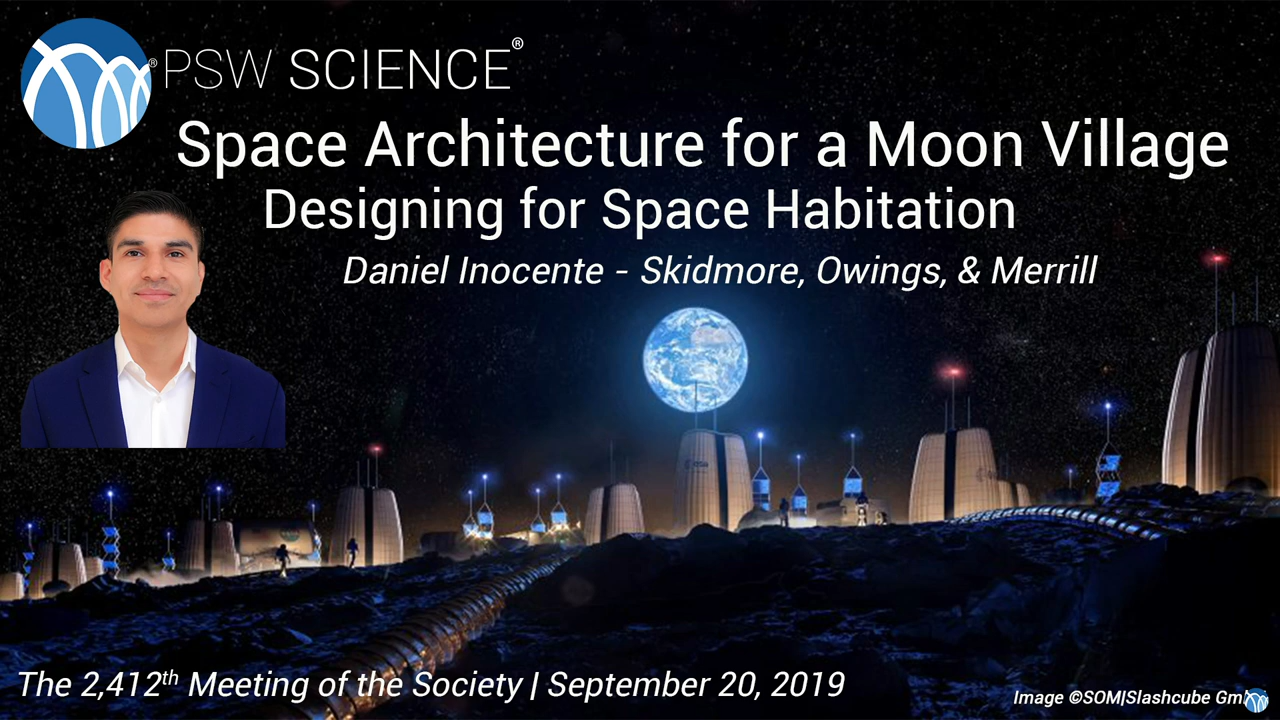 PSW SCIENCE®
Space Architecture for a Moon Village
Designing for Space Habitation
Daniel Inocente - Skidmore, Owings, & Merrill
The 2,412th Meeting of the Society | September 20, 2019
Image ©SOM|Slashcube